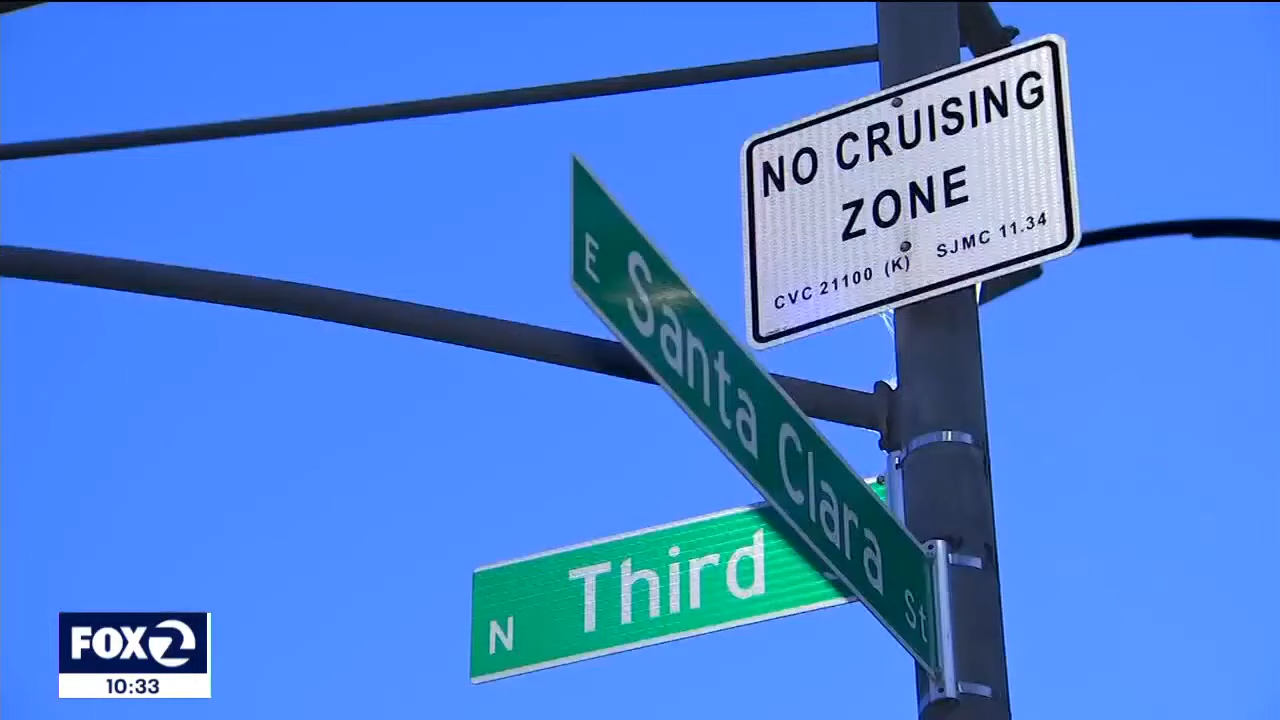 NO CRUISING
ZONE
CVC 21100 (K) SJMC 11.34
E Santa Clara St
N Third
FOX 2
10:33